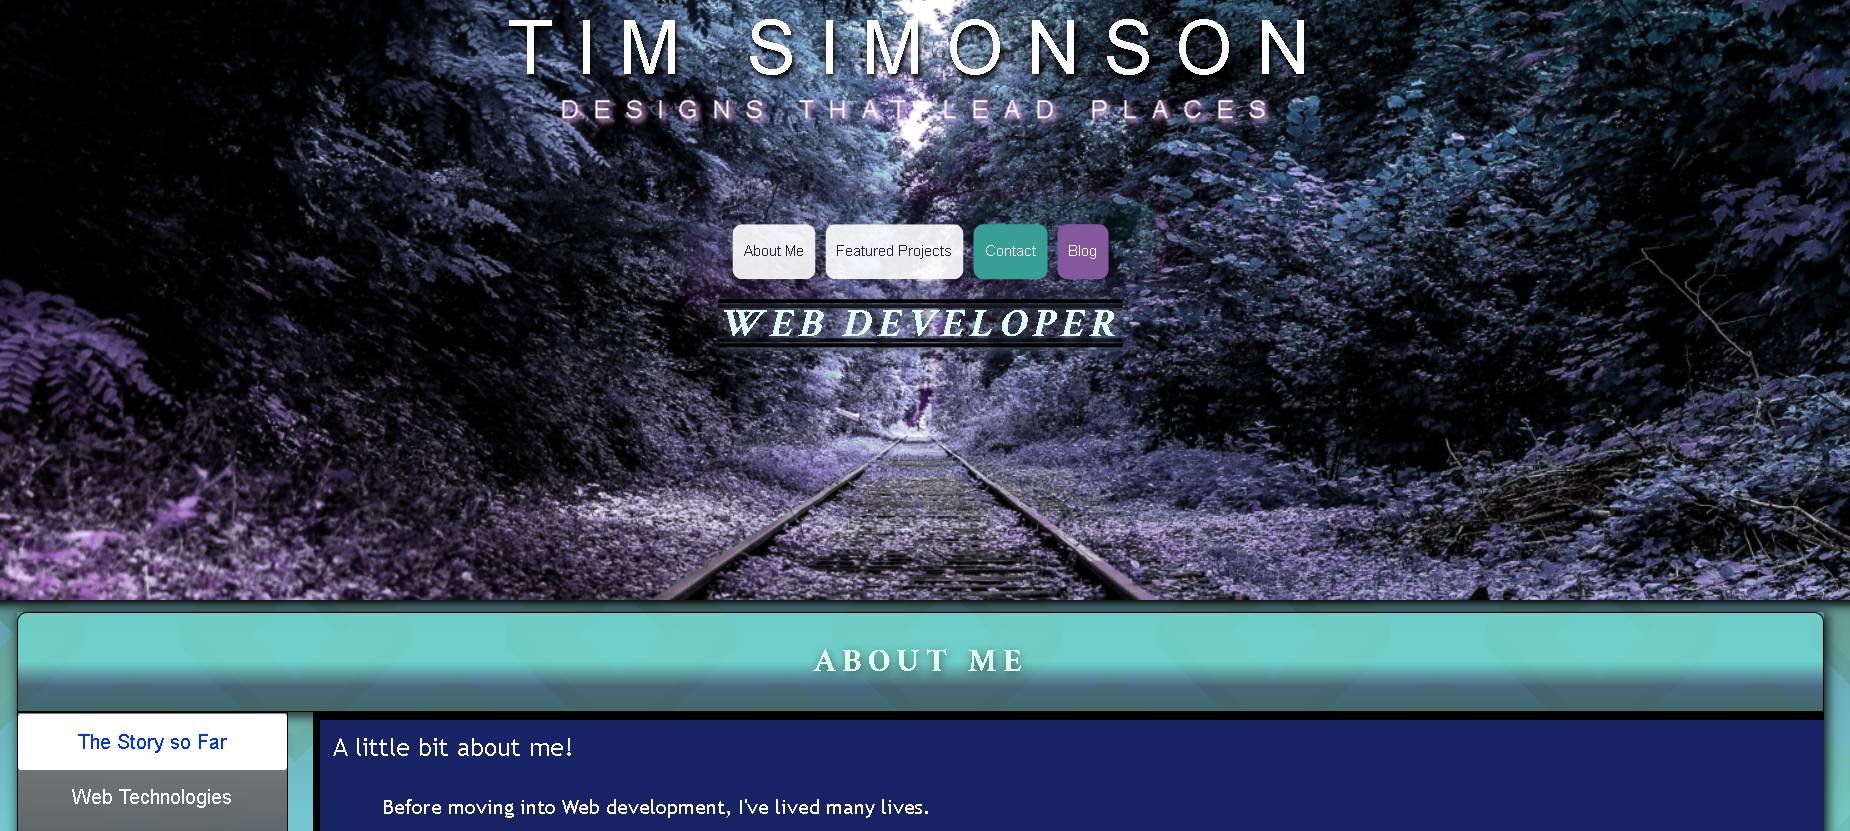 TIM SIMONSON
DESIGNS THAT LEAD PLACES
About Me Featured Projects Contact Blog
WEB DEVELOPER
ABOUT ME
The Story so Far
Web Technologies
A little bit about me!
Before moving into Web development, I've lived many lives.